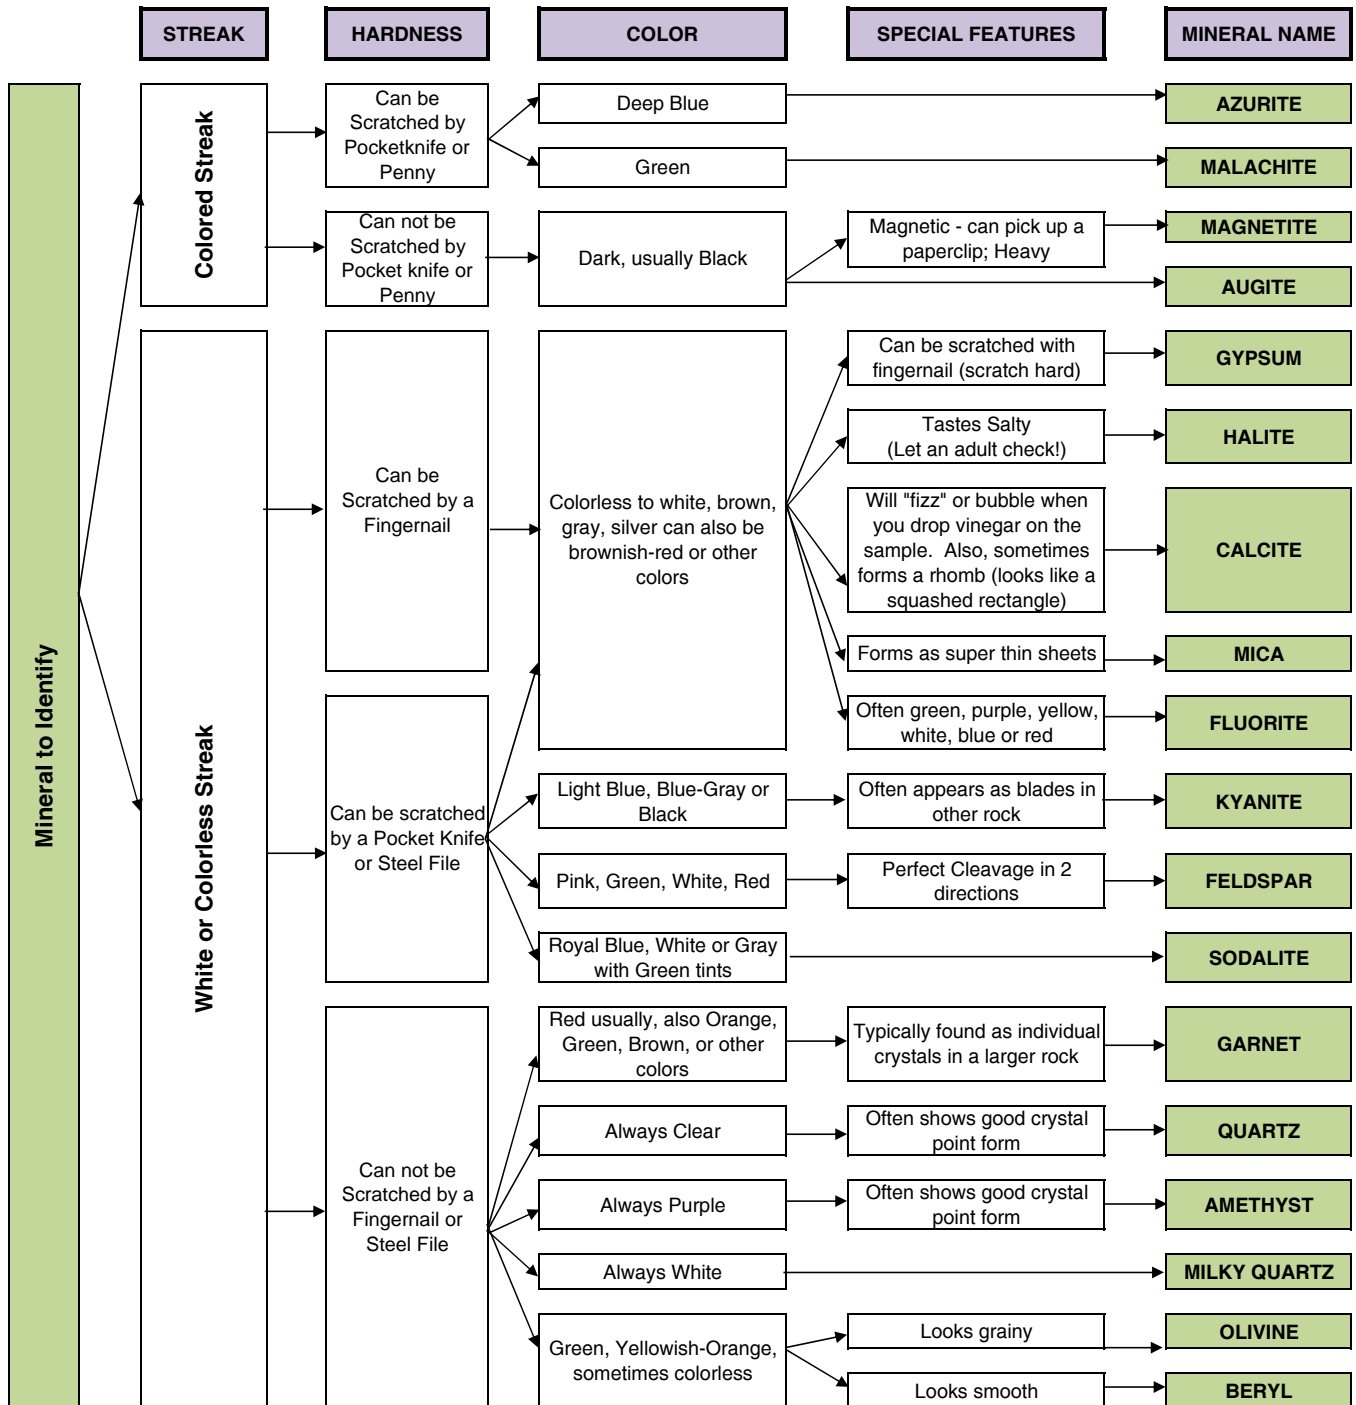 STREAK
HARDNESS
COLOR
SPECIAL FEATURES
MINERAL NAME
Mineral to Identify
Colored Streak
Can be
Scratched by
Pocketknife or
Penny
Deep Blue
AZURITE
Green
MALACHITE
Can not be
Scratched by
Pocket knife or
Penny
Dark, usually Black
Magnetic - can pick up a
paperclip; Heavy
MAGNETITE
AUGITE
White or Colorless Streak
Can be
Scratched by a
Fingernail
Colorless to white, brown,
gray, silver can also be
brownish-red or other
colors
Can be scratched with
fingernail (scratch hard)
GYPSUM
Tastes Salty
(Let an adult check!)
HALITE
Will "fizz" or bubble when
you drop vinegar on the
sample.  Also, sometimes
forms a rhomb (looks like a
squashed rectangle)
CALCITE
Forms as super thin sheets
MICA
Often green, purple, yellow,
white, blue or red
FLUORITE
Can be scratched
by a Pocket Knife
or Steel File
Light Blue, Blue-Gray or
Black
Often appears as blades in
other rock
KYANITE
Pink, Green, White, Red
Perfect Cleavage in 2
directions
FELDSPAR
Royal Blue, White or Gray
with Green tints
SODALITE
Can not be
Scratched by a
Fingernail or
Steel File
Red usually, also Orange,
Green, Brown, or other
colors
Typically found as individual
crystals in a larger rock
GARNET
Always Clear
Often shows good crystal
point form
QUARTZ
Always Purple
Often shows good crystal
point form
AMETHYST
Always White
MILKY QUARTZ
Green, Yellowish-Orange,
sometimes colorless
Looks grainy
OLIVINE
Looks smooth
BERYL